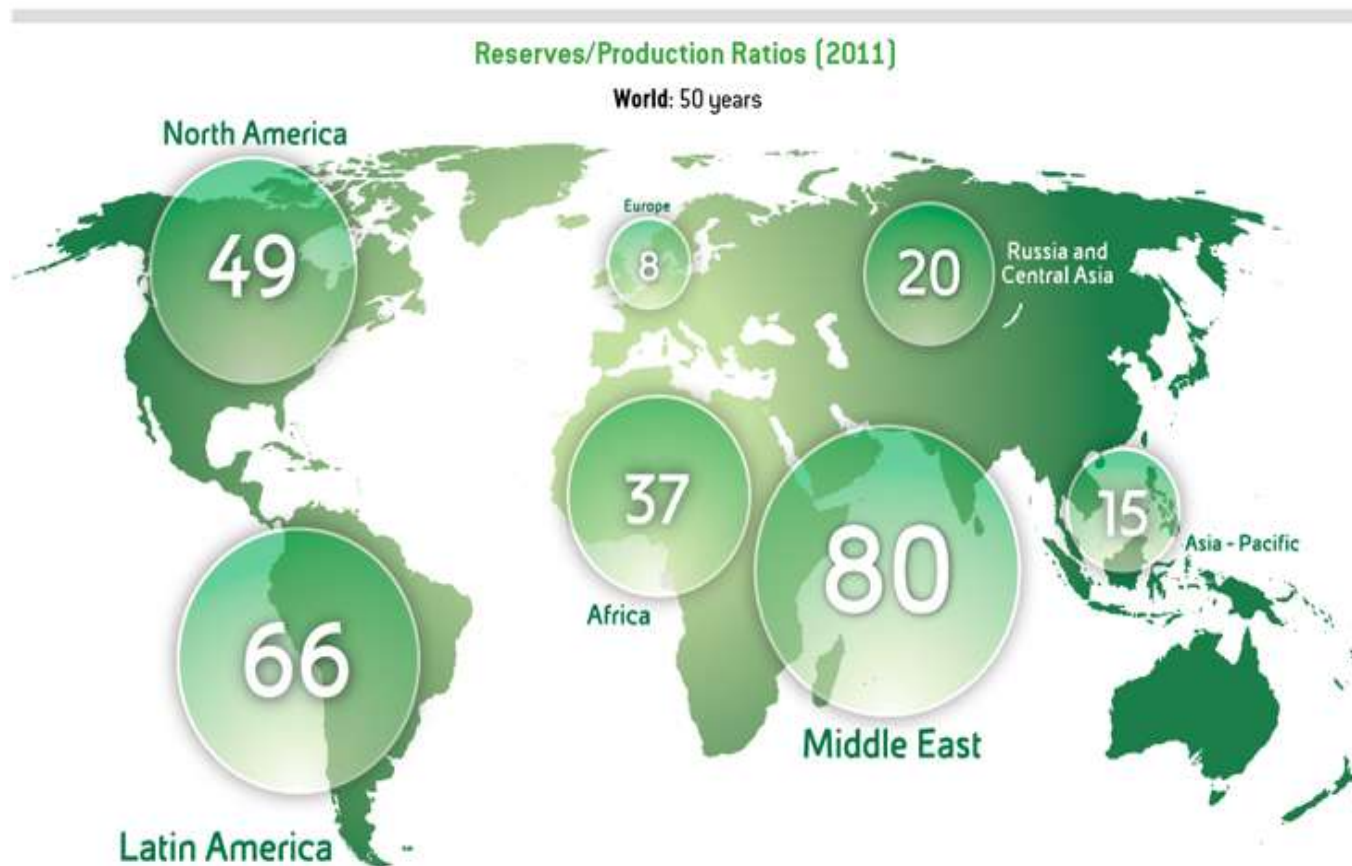 Reserves/Production Ratios (2011)
World: 50 years
North America
49
Europe
8
20
Russia and
Central Asia
37
Africa
80
Middle East
15
Asia - Pacific
66
Latin America